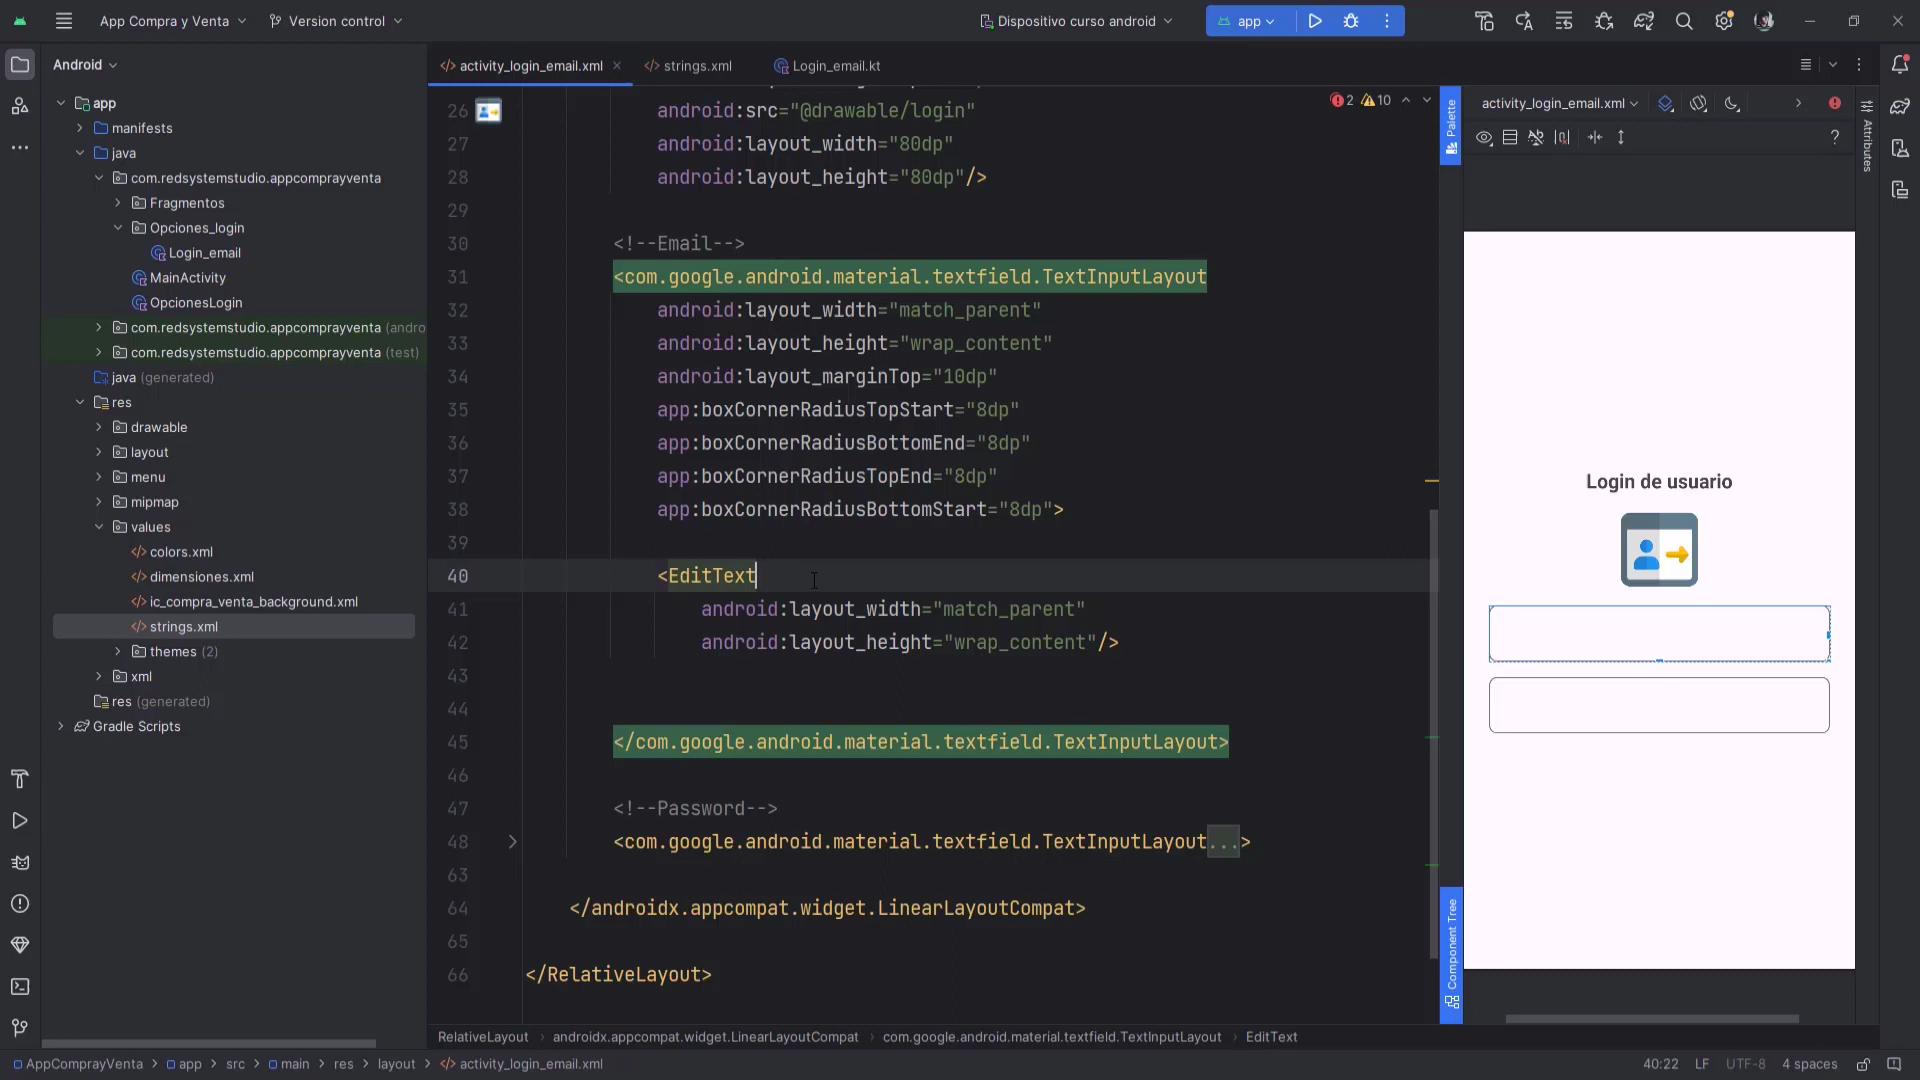 App Compra y Venta
Version control
Dispositivo curso android
app
Android
activity_login_email.xml
strings.xml
Login_email.kt
app
manifests
java
com.redsystemstudio.appcomprayventa
Fragmentos
Opciones_login
Login_email
MainActivity
OpcionesLogin
com.redsystemstudio.appcomprayventa (andro
com.redsystemstudio.appcomprayventa (test)
java (generated)
res
drawable
layout
menu
mipmap
values
colors.xml
dimensiones.xml
ic_compra_venta_background.xml
strings.xml
themes (2)
xml
res (generated)
Gradle Scripts
2 10
26 android:src="@drawable/login"
27 android:layout_width="80dp"
28 android:layout_height="80dp"/>
29
30 <!--Email-->
31 <com.google.android.material.textfield.TextInputLayout
32 android:layout_width="match_parent"
33 android:layout_height="wrap_content"
34 android:layout_marginTop="10dp"
35 app:boxCornerRadiusTopStart="8dp"
36 app:boxCornerRadiusBottomEnd="8dp"
37 app:boxCornerRadiusTopEnd="8dp"
38 app:boxCornerRadiusBottomStart="8dp">
39
40 <EditText
41 android:layout_width="match_parent"
42 android:layout_height="wrap_content"/>
43
44
45 </com.google.android.material.textfield.TextInputLayout>
46
47 <!--Password-->
48 <com.google.android.material.textfield.TextInputLayout...>
63
64 </androidx.appcompat.widget.LinearLayoutCompat>
65
66 </RelativeLayout>
Palette
Component Tree
activity_login_email.xml
?
Attributes
Login de usuario
RelativeLayout
androidx.appcompat.widget.LinearLayoutCompat
com.google.android.material.textfield.TextInputLayout
EditText
AppComprayVenta > app > src > main > res > layout > activity_login_email.xml
40:22
LF
UTF-8
4 spaces